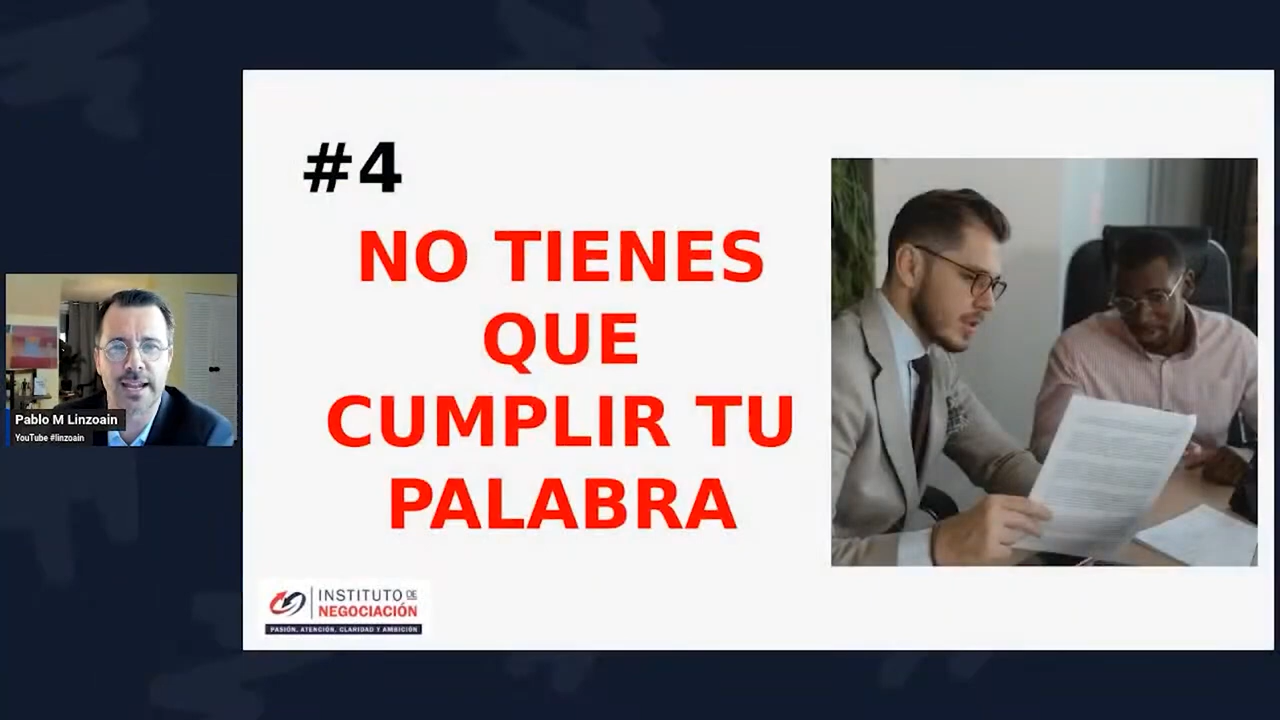 #4
NO TIENES
QUE
CUMPLIR TU
PALABRA
Pablo M Linzoain
YouTube #linzoain
INSTITUTO DE
NEGOCIACIÓN
PASIÓN, ATENCIÓN, CLARIDAD Y AMBICIÓN